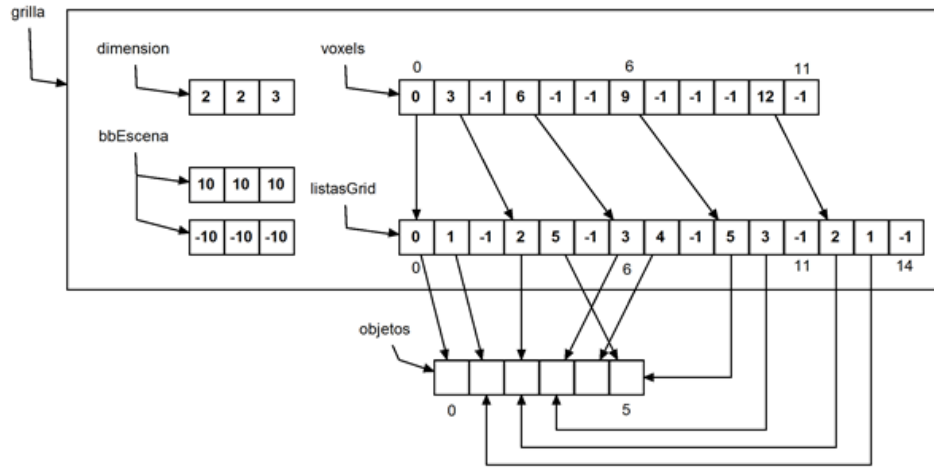 grilla
dimension
voxels
0 6 11
2 2 3
0 3 -1 6 -1 -1 9 -1 -1 -1 12 -1
bbEscena
10 10 10
listasGrid
-10 -10 -10
0 1 -1 2 5 -1 3 4 -1 5 3 -1 2 1 -1
0 6 11 14
objetos
0 5